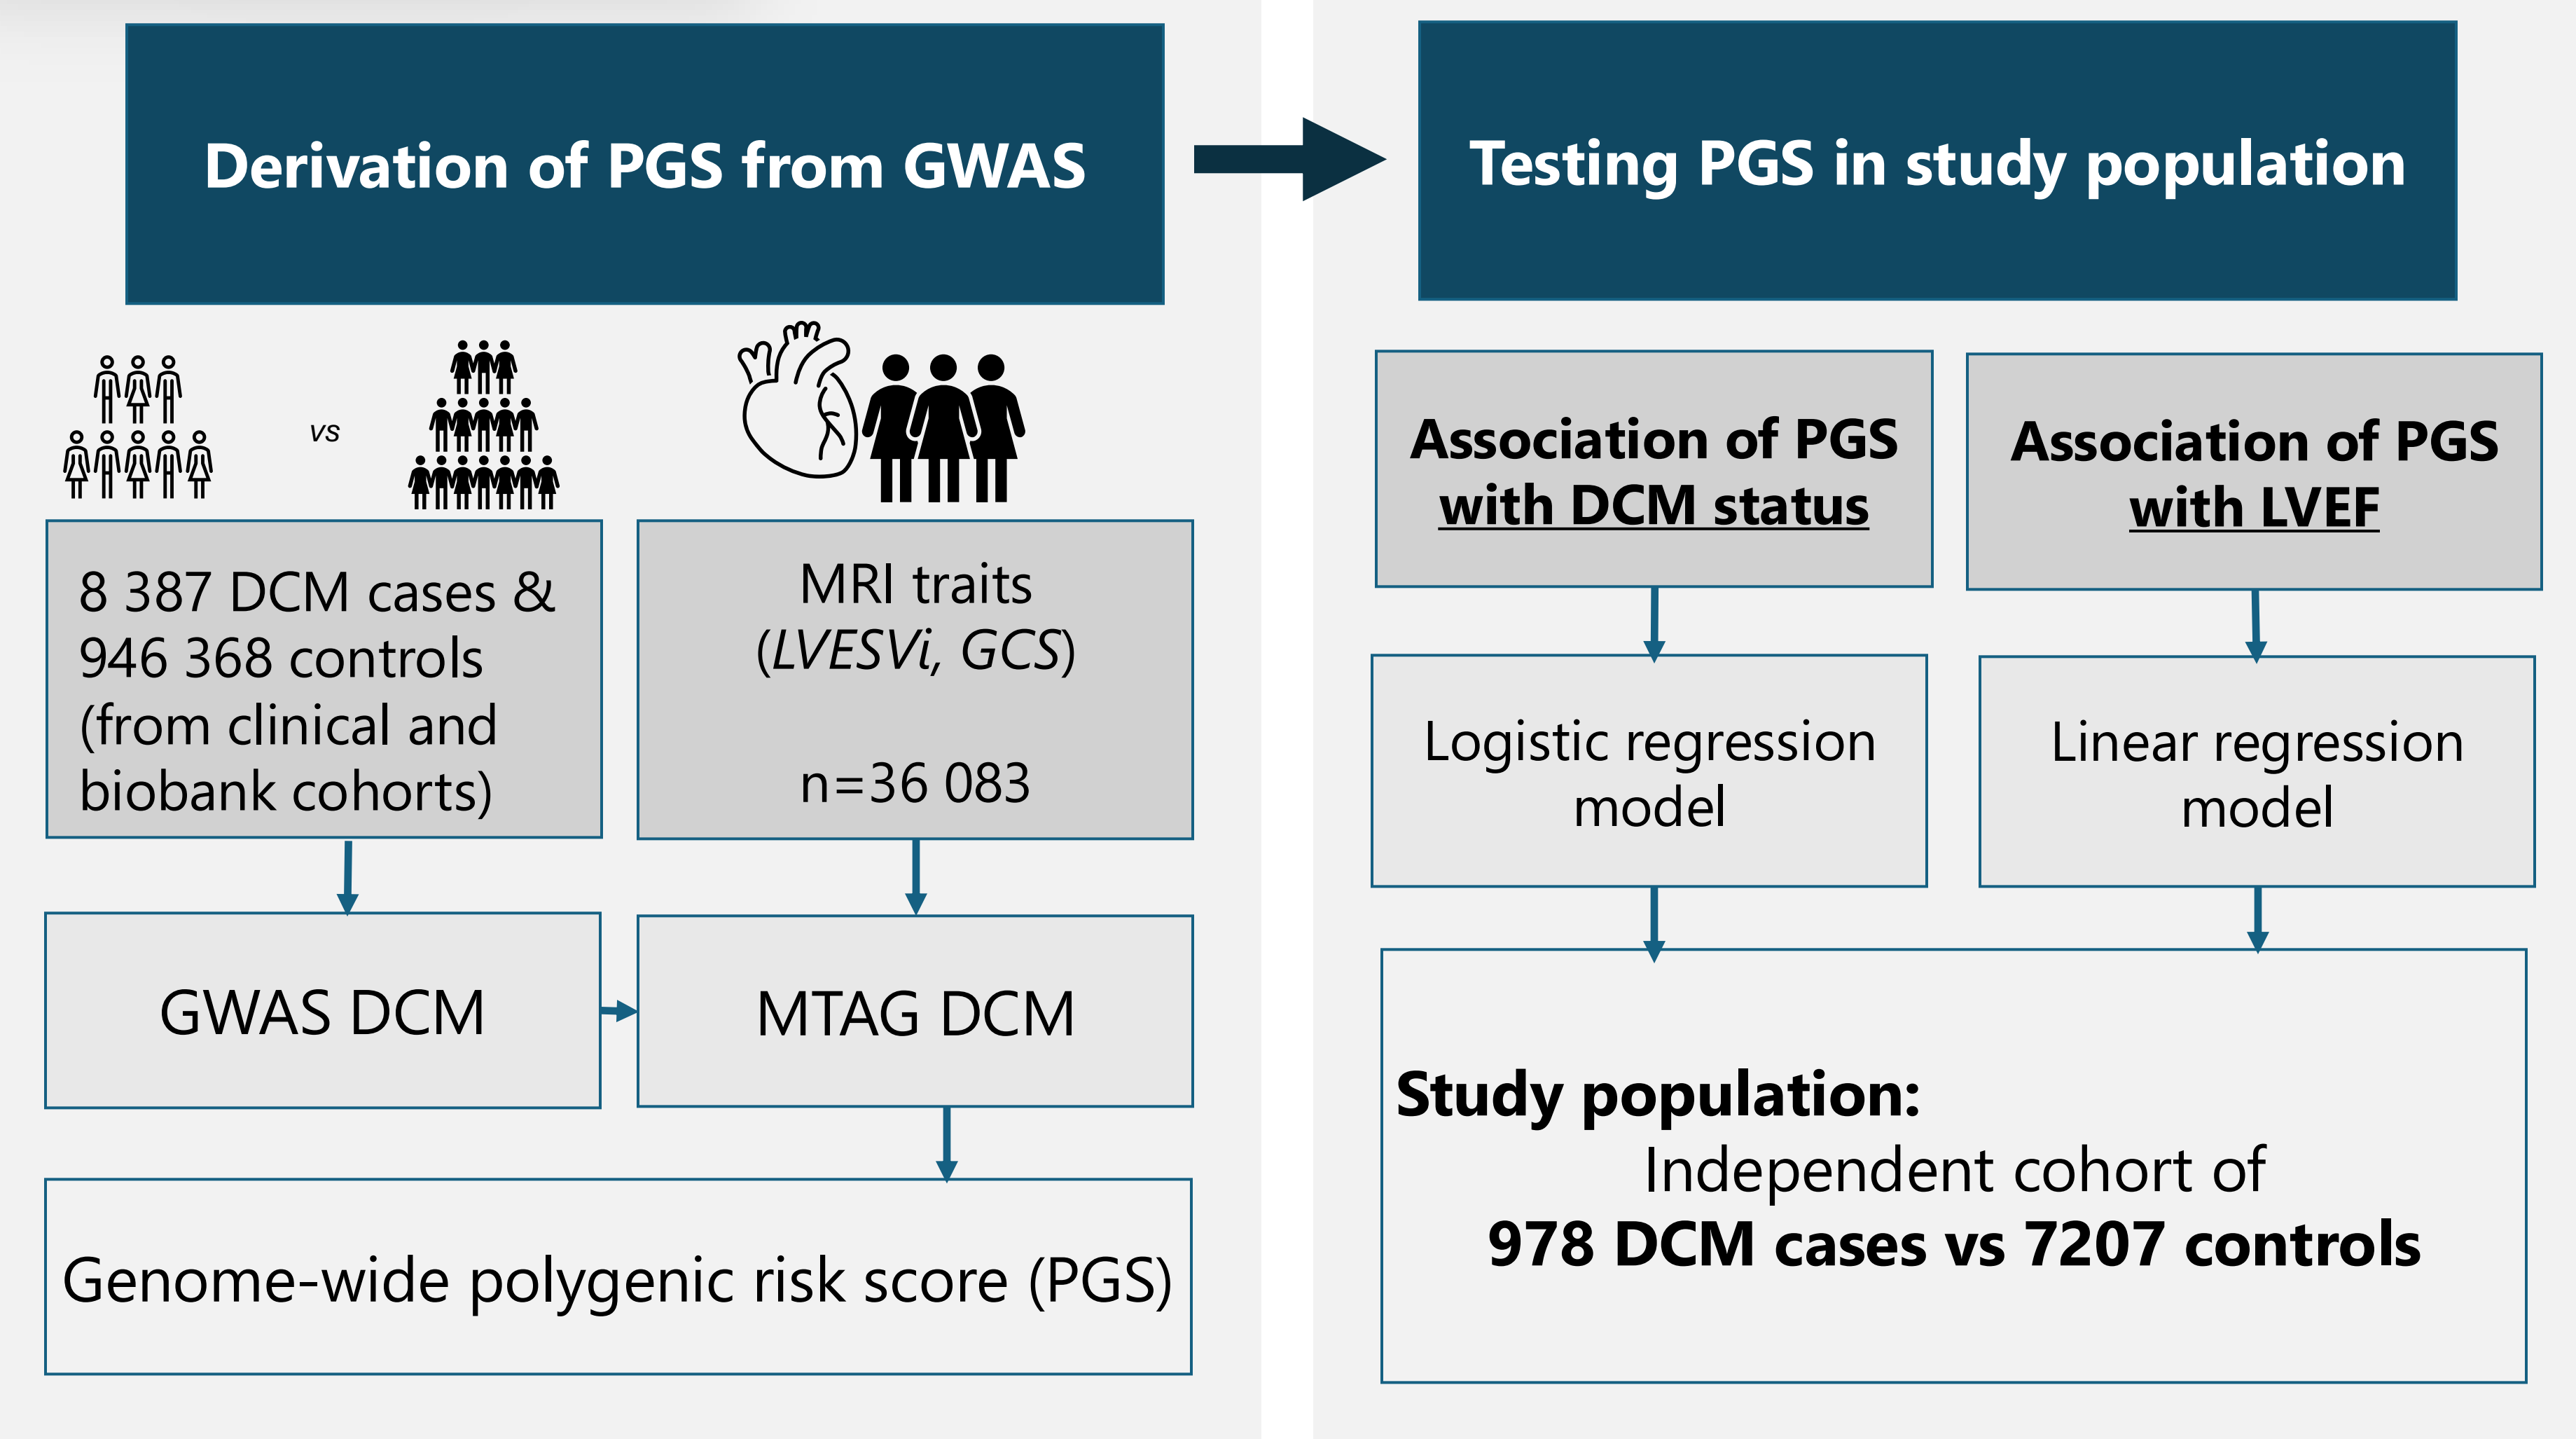 Derivation of PGS from GWAS
Testing PGS in study population
vs
8 387 DCM cases &
946 368 controls
(from clinical and
biobank cohorts)
MRI traits
(LVESVi, GCS)
n=36 083
GWAS DCM
MTAG DCM
Genome-wide polygenic risk score (PGS)
Association of PGS
with DCM status
Association of PGS
with LVEF
Logistic regression
model
Linear regression
model
Study population:
Independent cohort of
978 DCM cases vs 7207 controls